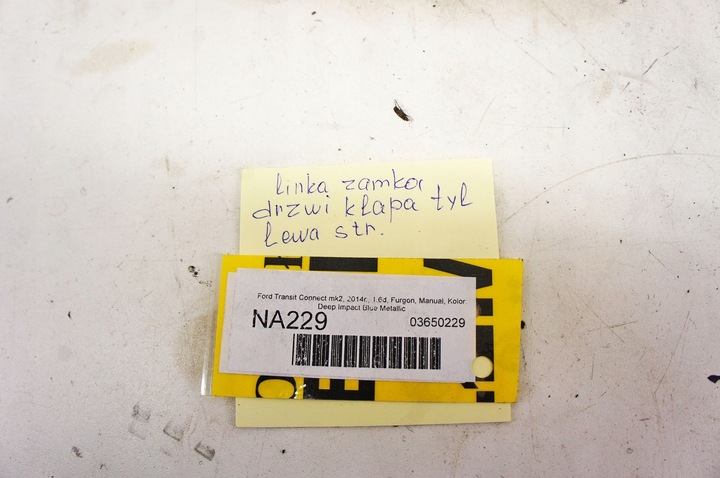 linka zamka
drzwi kłapa tył
lewa str.
Ford Transit Connect mk2, 2014r., 1.6d, Furgon, Manual, Kolor:
Deep Impact Blue Metallic
NA229
03650229